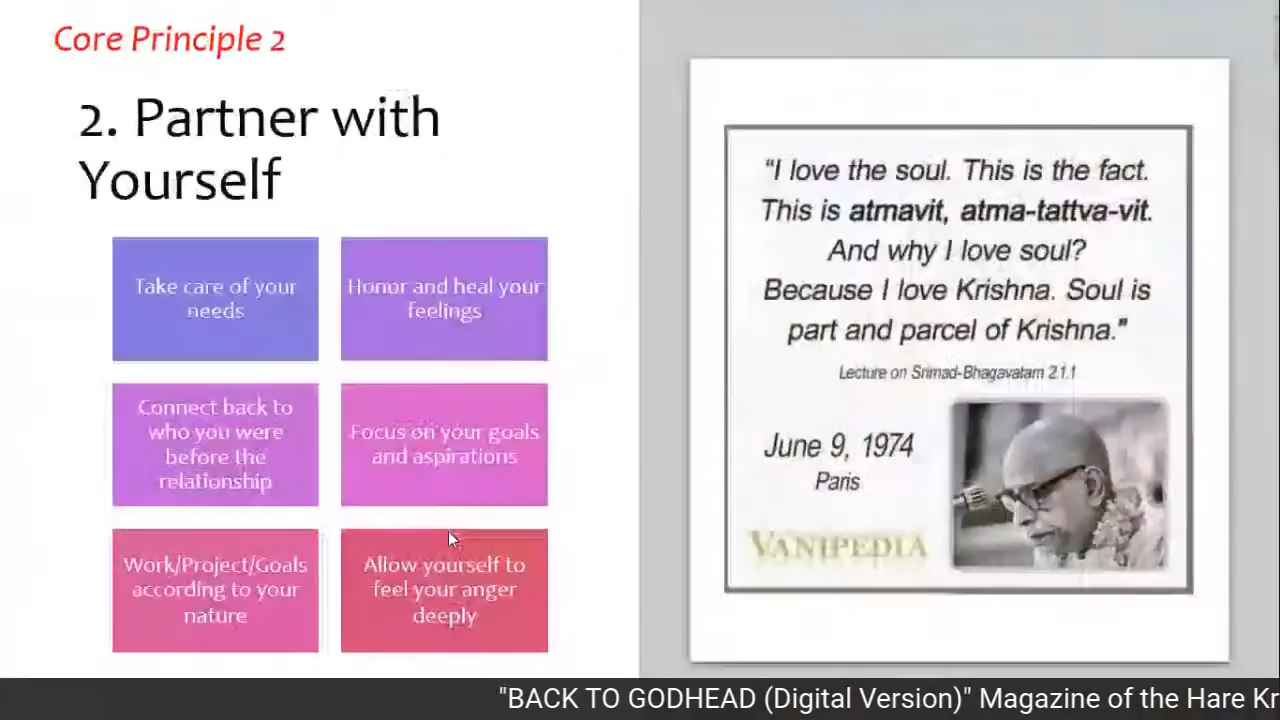 Core Principle 2
2. Partner with
Yourself
Take care of your
needs
Honor and heal your
feelings
Connect back to
who you were
before the
relationship
Focus on your goals
and aspirations
Work/Project/Goals
according to your
nature
Allow yourself to
feel your anger
deeply
"I love the soul. This is the fact.
This is atmavit, atma-tattva-vit.
And why I love soul?
Because I love Krishna. Soul is
part and parcel of Krishna."
Lecture on Srimad-Bhagavatam 2.1.1
June 9, 1974
Paris
VANIPEDIA
"BACK TO GODHEAD (Digital Version)" Magazine of the Hare Kr